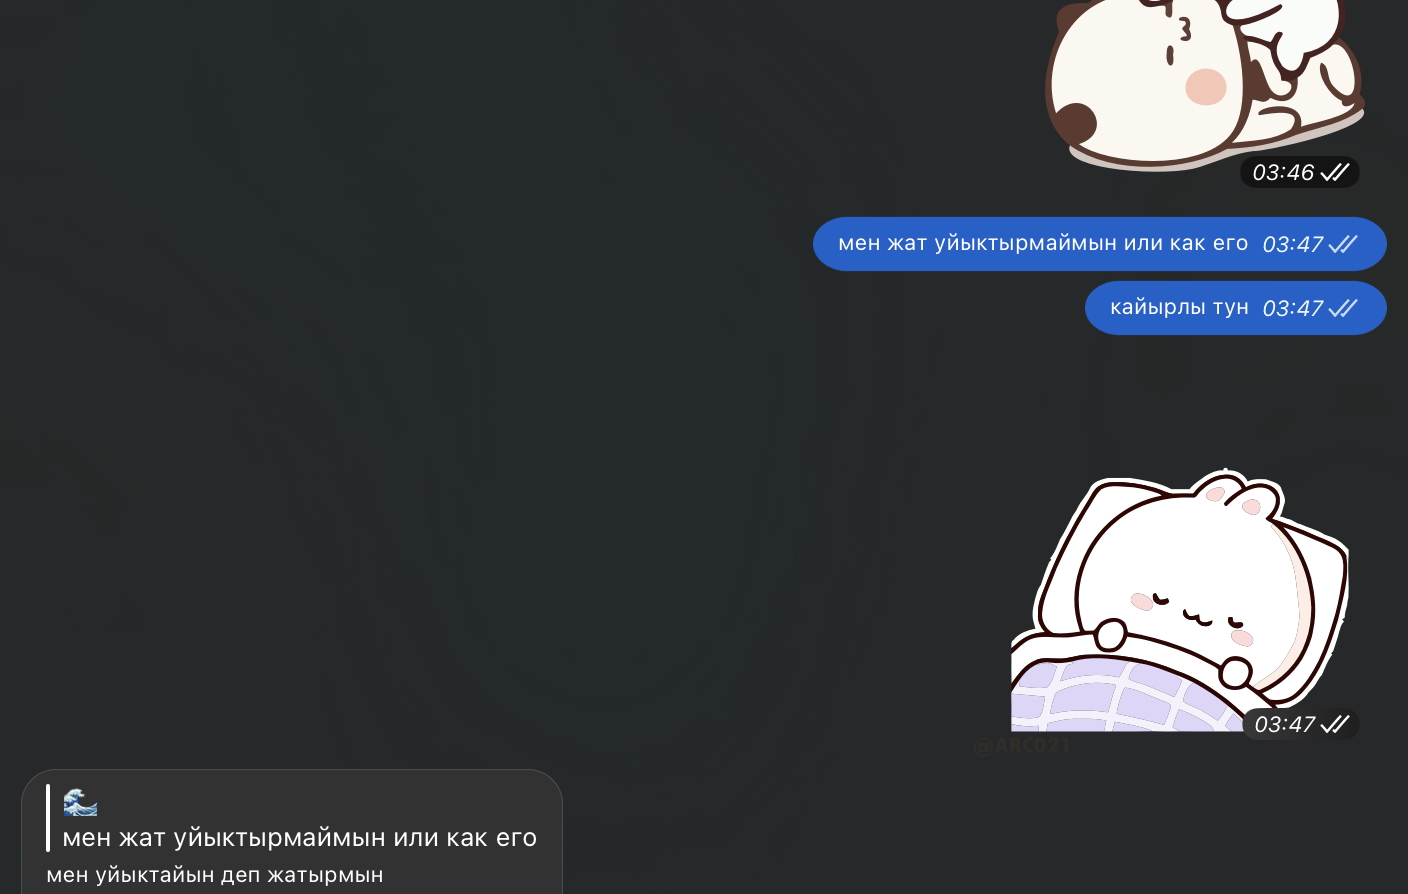 03:46
мен жат уйыктырмаймын или как его 03:47
кайырлы тун 03:47
03:47
@ARC021
🌊
мен жат уйыктырмаймын или как его
мен уйыктайын деп жатырмын